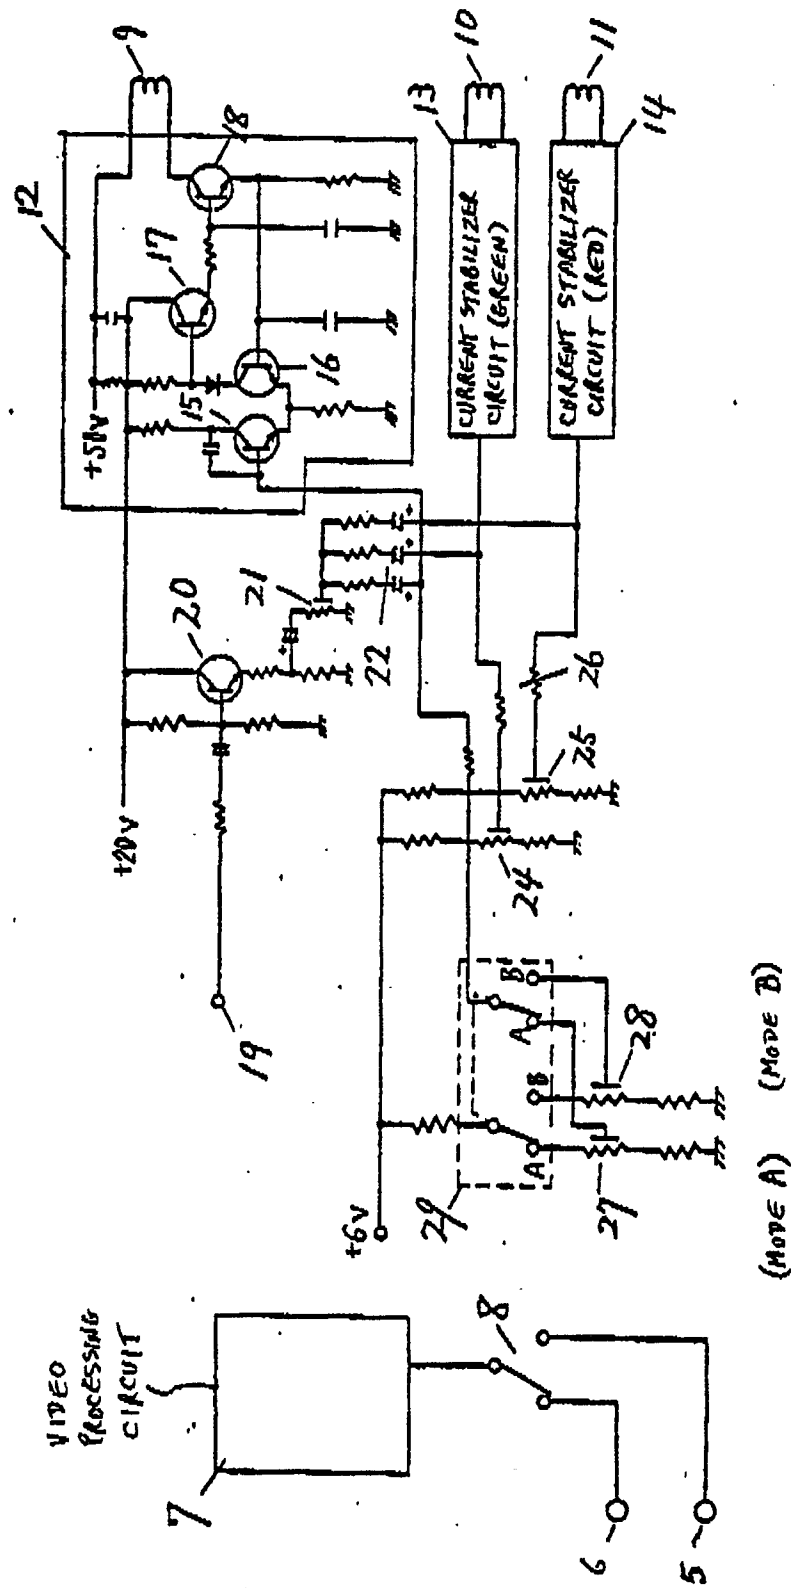 VIDEO
PROCESSING
CIRCUIT
7
8
6
5
+20V
+50V
+6V
12
9
18
17
16
15
20
19
21
22
13
10
CURRENT STABILIZER
CIRCUIT (GREEN)
14
11
CURRENT STABILIZER
CIRCUIT (RED)
26
25
24
29
A
B
A
B
27
28
(MODE A)
(MODE B)